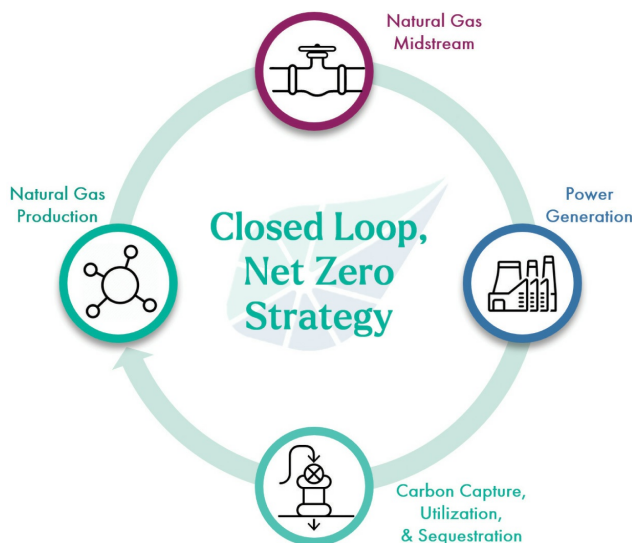 Natural Gas
Midstream
Natural Gas
Production
Power
Generation
Closed Loop,
Net Zero
Strategy
Carbon Capture,
Utilization,
& Sequestration